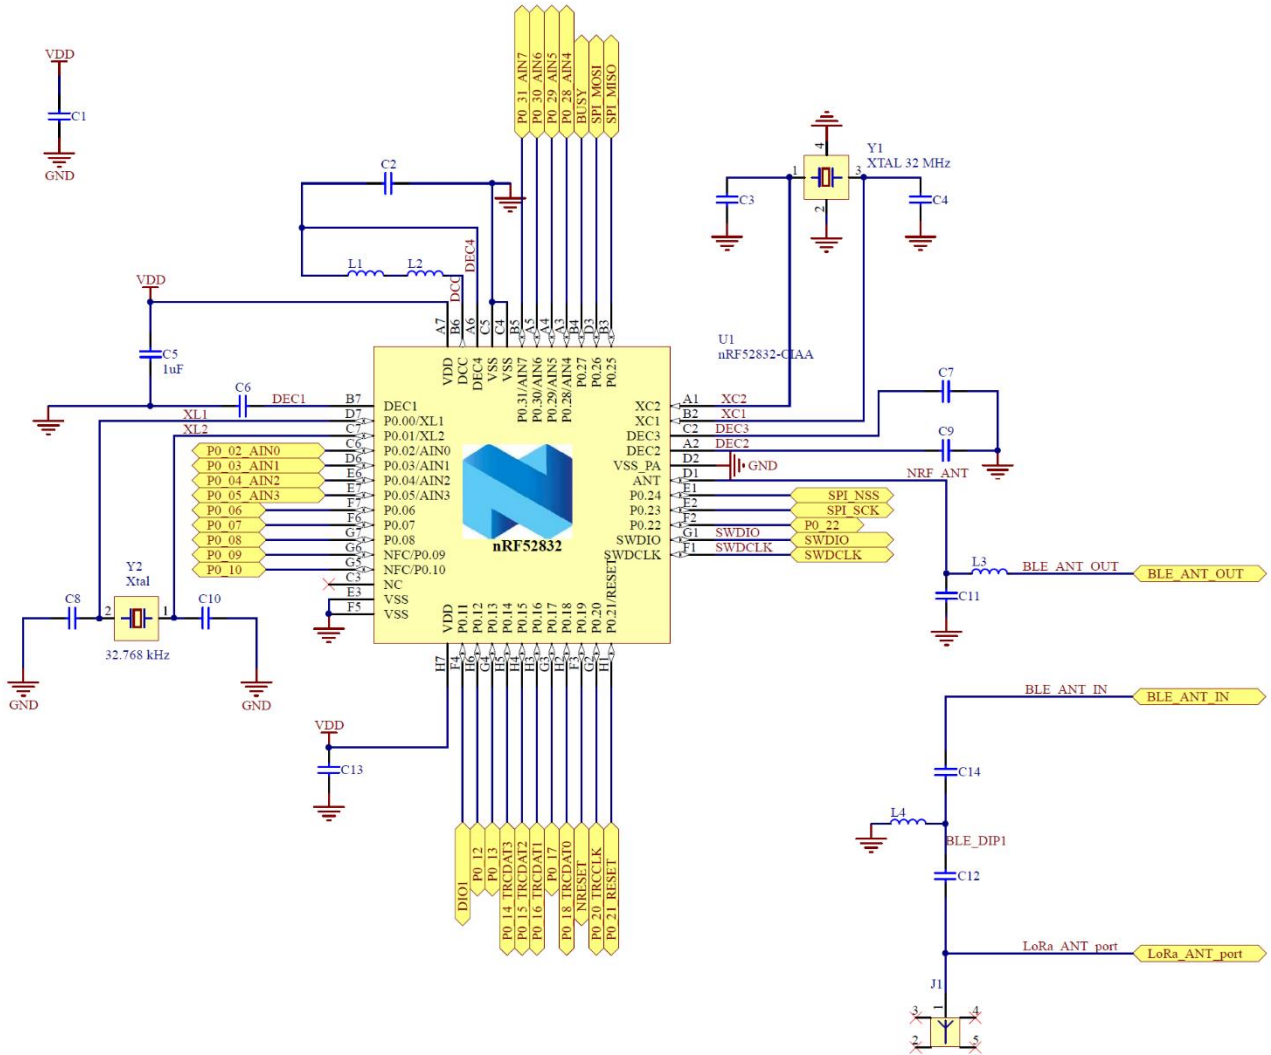 VDD
C1
GND
P0_31_AIN7
P0_30_AIN6
P0_29_AIN5
P0_28_AIN4
BUSY
SPI_MOSI
SPI_MISO
C2
4
Y1
XTAL 32 MHz
1
3
2
C3
C4
L1
L2
DCC
DEC4
VDD
C5
1uF
A7
B6
A6
C5
C4
B5
A5
A4
A3
B4
D3
B3
U1
nRF52832-CIAA
VDD
DCC
DEC4
VSS
VSS
P0.31/AIN7
P0.30/AIN6
P0.29/AIN5
P0.28/AIN4
P0.27
P0.26
P0.25
C6
DEC1
B7
DEC1
XL1
D7
P0.00/XL1
XL2
C7
P0.01/XL2
P0_02_AIN0
C6
P0.02/AIN0
P0_03_AIN1
D6
P0.03/AIN1
P0_04_AIN2
E6
P0.04/AIN2
P0_05_AIN3
E7
P0.05/AIN3
P0_06
F7
P0.06
P0_07
F6
P0.07
P0_08
G7
P0.08
P0_09
G6
NFC/P0.09
P0_10
G5
NFC/P0.10
C3
NC
E3
VSS
F5
VSS
nRF52832
XC2
A1
XC2
XC1
B2
XC1
DEC3
C2
DEC3
DEC2
A2
DEC2
VSS_PA
D2
GND
ANT
D1
NRF_ANT
P0.24
E1
SPI_NSS
P0.23
E2
SPI_SCK
P0.22
F2
P0_22
SWDIO
G1
SWDIO
SWDIO
SWDCLK
F1
SWDCLK
SWDCLK
C7
C9
L3
BLE_ANT_OUT
BLE_ANT_OUT
C11
Y2
Xtal
C8
2
1
C10
32.768 kHz
GND
GND
VDD
P0.11
P0.12
P0.13
P0.14
P0.15
P0.16
P0.17
P0.18
P0.19
P0.20
P0.21/RESET
H7
F4
H6
G4
H5
H4
H3
G3
H2
F3
G2
H1
VDD
C13
DIO1
P0_12
P0_13
P0_14_TRCDAT3
P0_15_TRCDAT2
P0_16_TRCDAT1
P0_17
P0_18_TRCDAT0
NRESET
P0_20_TRCCLK
P0_21_RESET
BLE_ANT_IN
BLE_ANT_IN
C14
L4
BLE_DIP1
C12
LoRa_ANT_port
LoRa_ANT_port
J1
1
3
4
2
5